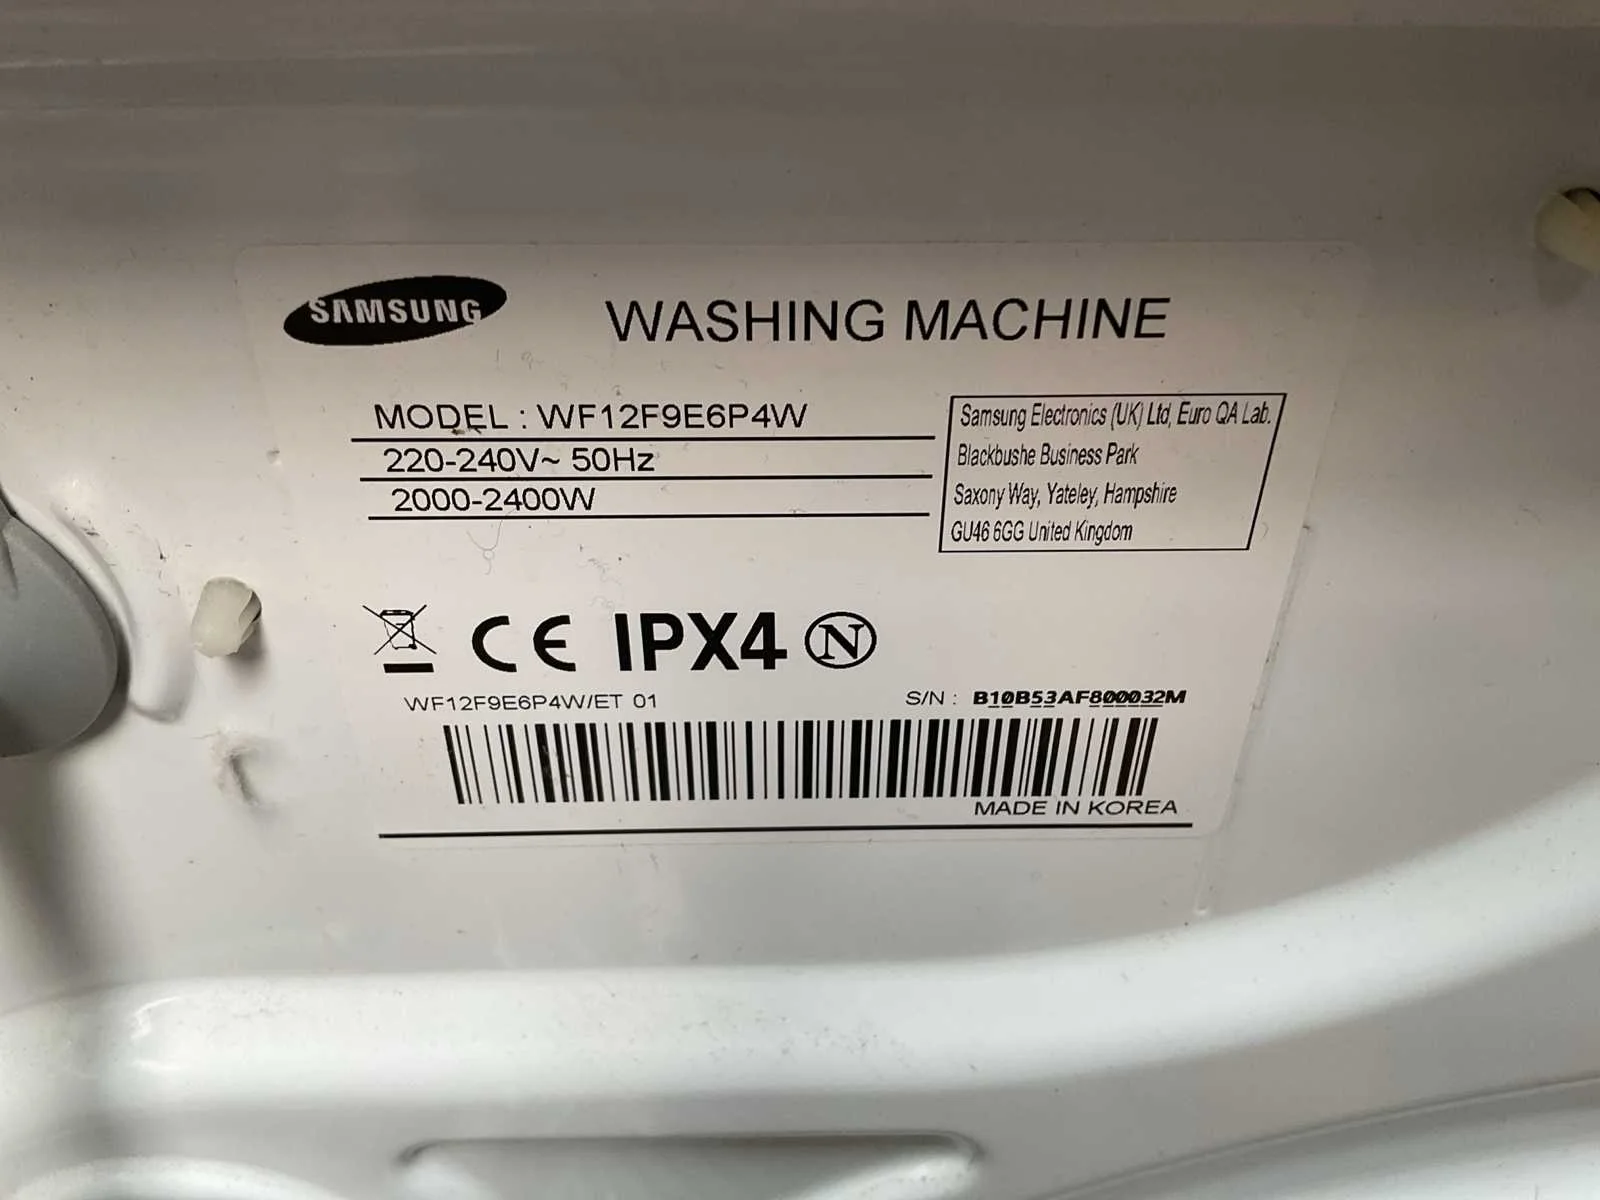 SAMSUNG
WASHING MACHINE
MODEL : WF12F9E6P4W
220-240V~ 50Hz
2000-2400W
Samsung Electronics (UK) Ltd, Euro QA Lab.
Blackbushe Business Park
Saxony Way, Yateley, Hampshire
GU46 6GG United Kingdom
CE IPX4 N
WF12F9E6P4W/ET 01
S/N : B10B53AF800032M
MADE IN KOREA